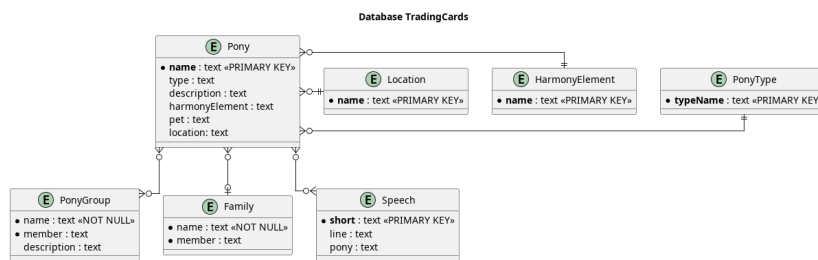 Database TradingCards
E Pony
name : text «PRIMARY KEY»
type : text
description : text
harmonyElement : text
pet : text
location: text
E Location
name : text «PRIMARY KEY»
E HarmonyElement
name : text «PRIMARY KEY»
E PonyType
typeName : text «PRIMARY KEY
E PonyGroup
name : text «NOT NULL»
member : text
description : text
E Family
name : text «NOT NULL»
member : text
E Speech
short : text «PRIMARY KEY»
line : text
pony : text